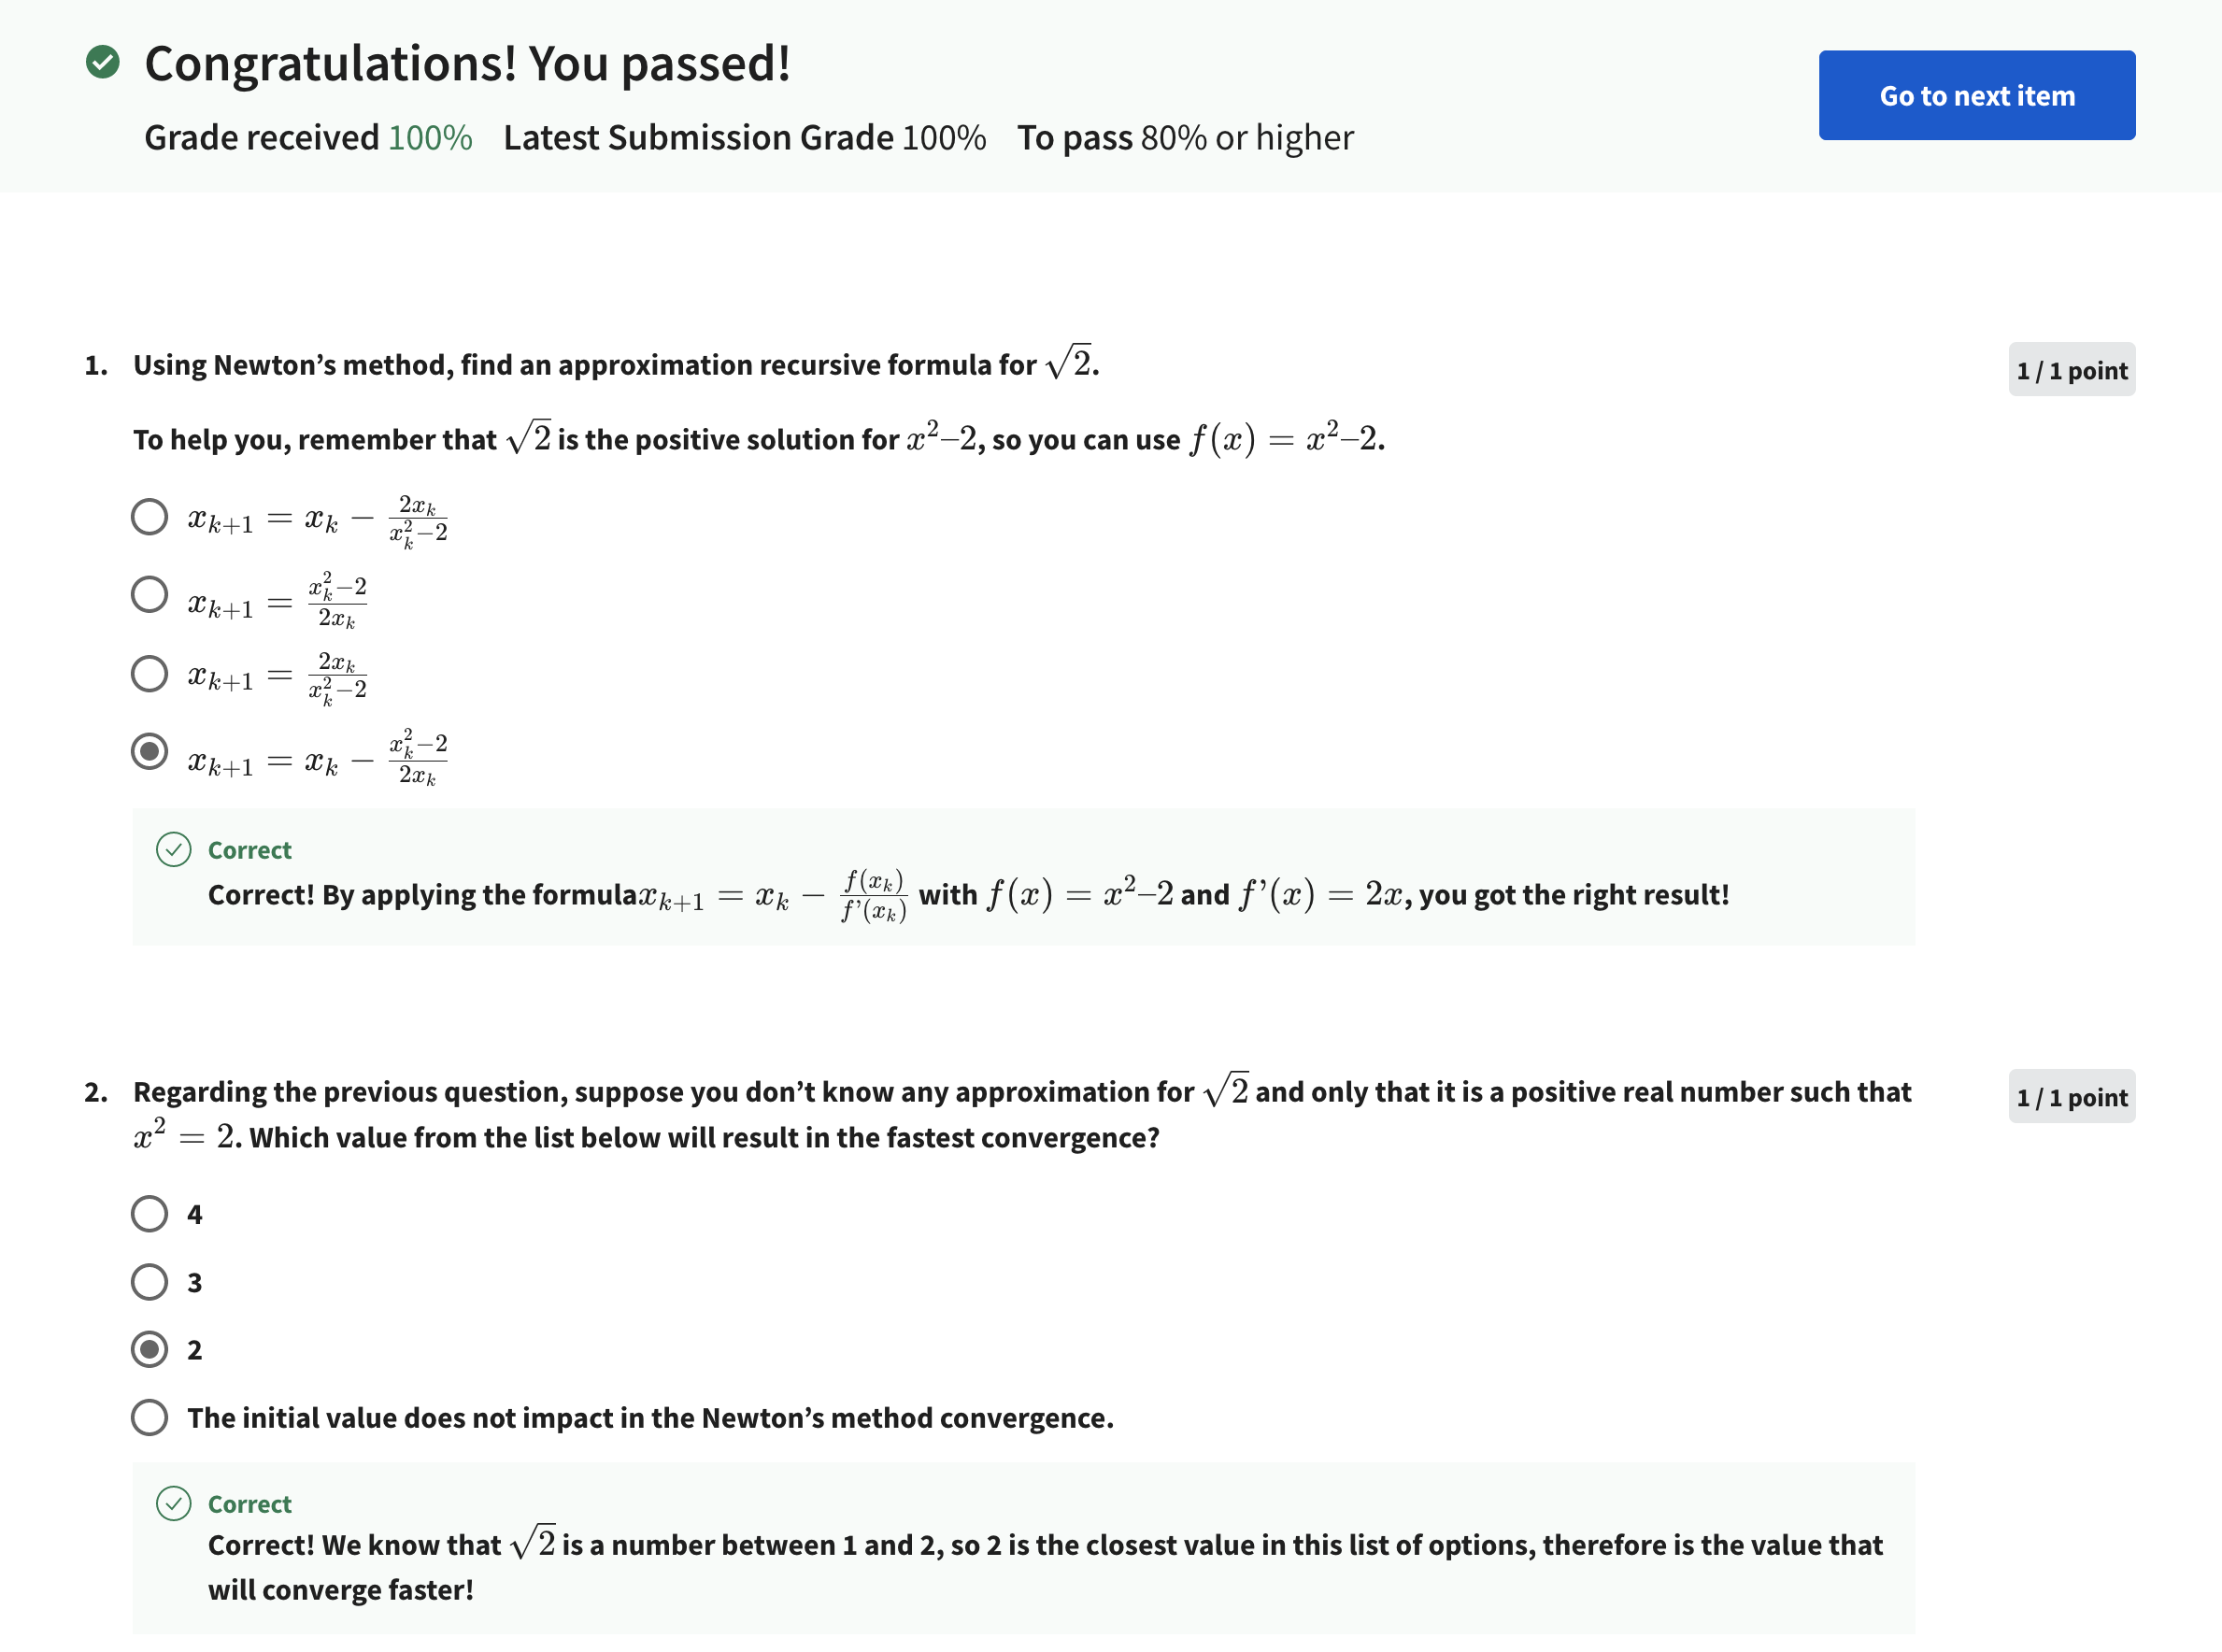 Congratulations! You passed!
Go to next item
Grade received 100% Latest Submission Grade 100% To pass 80% or higher
1. Using Newton’s method, find an approximation recursive formula for √2.
1 / 1 point
To help you, remember that √2 is the positive solution for x²–2, so you can use f(x) = x²–2.
x_{k+1} = x_k − \frac{2x_k}{x_k^2−2}
x_{k+1} = \frac{x_k^2−2}{2x_k}
x_{k+1} = \frac{2x_k}{x_k^2−2}
x_{k+1} = x_k − \frac{x_k^2−2}{2x_k}
Correct
Correct! By applying the formula x_{k+1} = x_k − \frac{f(x_k)}{f’(x_k)} with f(x) = x²–2 and f’(x) = 2x, you got the right result!
2. Regarding the previous question, suppose you don’t know any approximation for √2 and only that it is a positive real number such that
1 / 1 point
x² = 2. Which value from the list below will result in the fastest convergence?
4
3
2
The initial value does not impact in the Newton’s method convergence.
Correct
Correct! We know that √2 is a number between 1 and 2, so 2 is the closest value in this list of options, therefore is the value that
will converge faster!